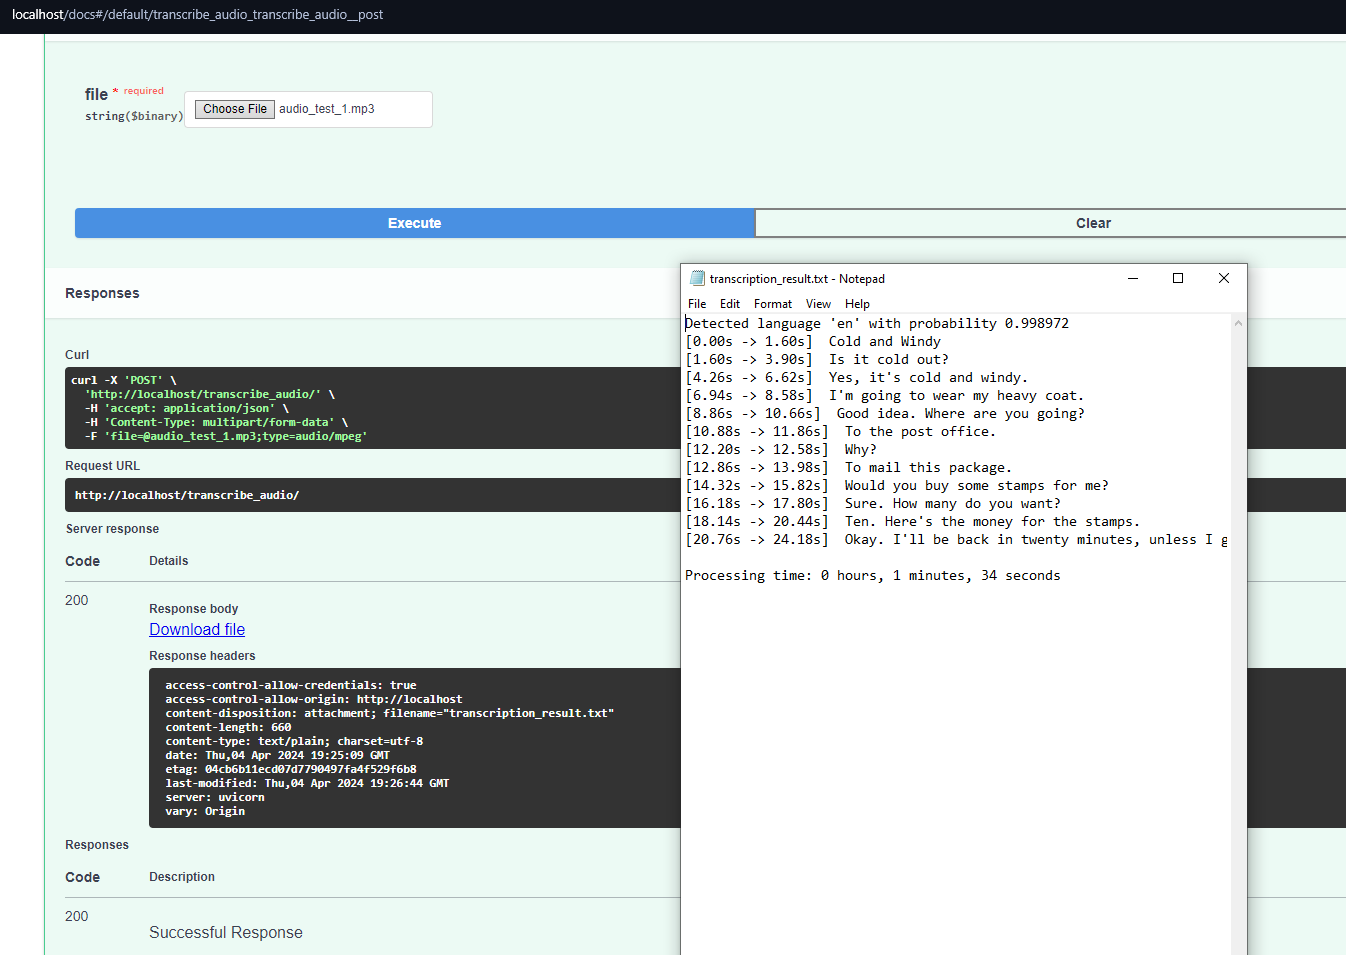 localhost/docs#/default/transcribe_audio_transcribe_audio__post
file * required
string($binary)
Choose File audio_test_1.mp3
Execute
Clear
Responses
Curl
curl -X 'POST' \
'http://localhost/transcribe_audio/' \
-H 'accept: application/json' \
-H 'Content-Type: multipart/form-data' \
-F 'file=@audio_test_1.mp3;type=audio/mpeg'
Request URL
http://localhost/transcribe_audio/
Server response
Code Details
200
Response body
Download file
Response headers
access-control-allow-credentials: true
access-control-allow-origin: http://localhost
content-disposition: attachment; filename="transcription_result.txt"
content-length: 660
content-type: text/plain; charset=utf-8
date: Thu,04 Apr 2024 19:25:09 GMT
etag: 04cb6b11ecd07d7790497fa4f529f6b8
last-modified: Thu,04 Apr 2024 19:26:44 GMT
server: uvicorn
vary: Origin
Responses
Code Description
200
Successful Response
transcription_result.txt - Notepad
File Edit Format View Help
Detected language 'en' with probability 0.998972
[0.00s -> 1.60s]  Cold and Windy
[1.60s -> 3.90s]  Is it cold out?
[4.26s -> 6.62s]  Yes, it's cold and windy.
[6.94s -> 8.58s]  I'm going to wear my heavy coat.
[8.86s -> 10.66s]  Good idea. Where are you going?
[10.88s -> 11.86s]  To the post office.
[12.20s -> 12.58s]  Why?
[12.86s -> 13.98s]  To mail this package.
[14.32s -> 15.82s]  Would you buy some stamps for me?
[16.18s -> 17.80s]  Sure. How many do you want?
[18.14s -> 20.44s]  Ten. Here's the money for the stamps.
[20.76s -> 24.18s]  Okay. I'll be back in twenty minutes, unless I g
Processing time: 0 hours, 1 minutes, 34 seconds